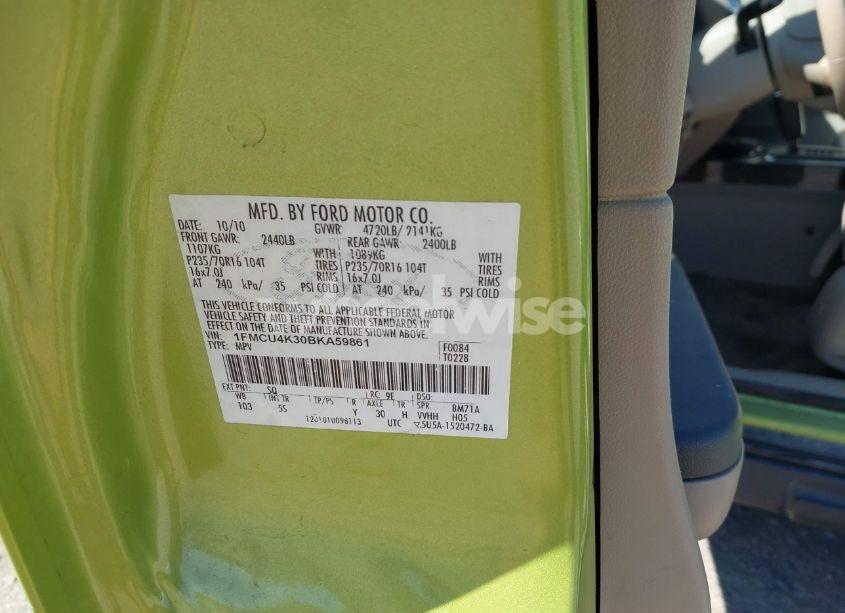 MFD. BY FORD MOTOR CO.
DATE: 10/10 GVWR: 4720LB/ 2141KG
FRONT GAWR: 2440LB REAR GAWR: 2400LB
1107KG WITH 1089KG WITH
P235/70R16 104T TIRES P235/70R16 104T TIRES
16x7.0J RIMS 16x7.0J RIMS
AT 240 kPa/ 35 PSI COLD AT 240 kPa/ 35 PSI COLD
THIS VEHICLE CONFORMS TO ALL APPLICABLE FEDERAL MOTOR
VEHICLE SAFETY AND THEFT PREVENTION STANDARDS IN
EFFECT ON THE DATE OF MANUFACTURE SHOWN ABOVE.
VIN: 1FMCU4K30BKA59861 F0084
TYPE: MPV T0228
EXT PNT: SQ RC: 9E DSO:
WB INT TR TP/PS R AXLE TR SPR BM71A
103 5S Y 30 H VVHH H05
UTC 5U5A-1520472-BA
wise